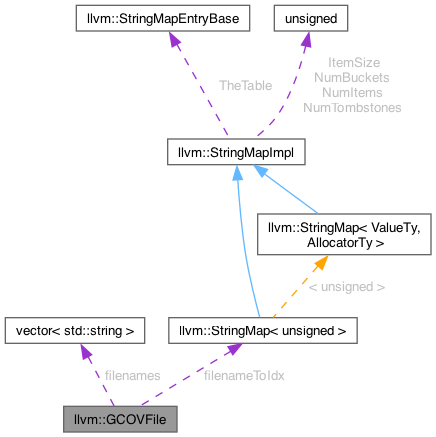 llvm::StringMapEntryBase
unsigned
TheTable
ItemSize
NumBuckets
NumItems
NumTombstones
llvm::StringMapImpl
llvm::StringMap< ValueTy,
AllocatorTy >
< unsigned >
vector< std::string >
llvm::StringMap< unsigned >
filenames
filenameToIdx
llvm::GCOVFile